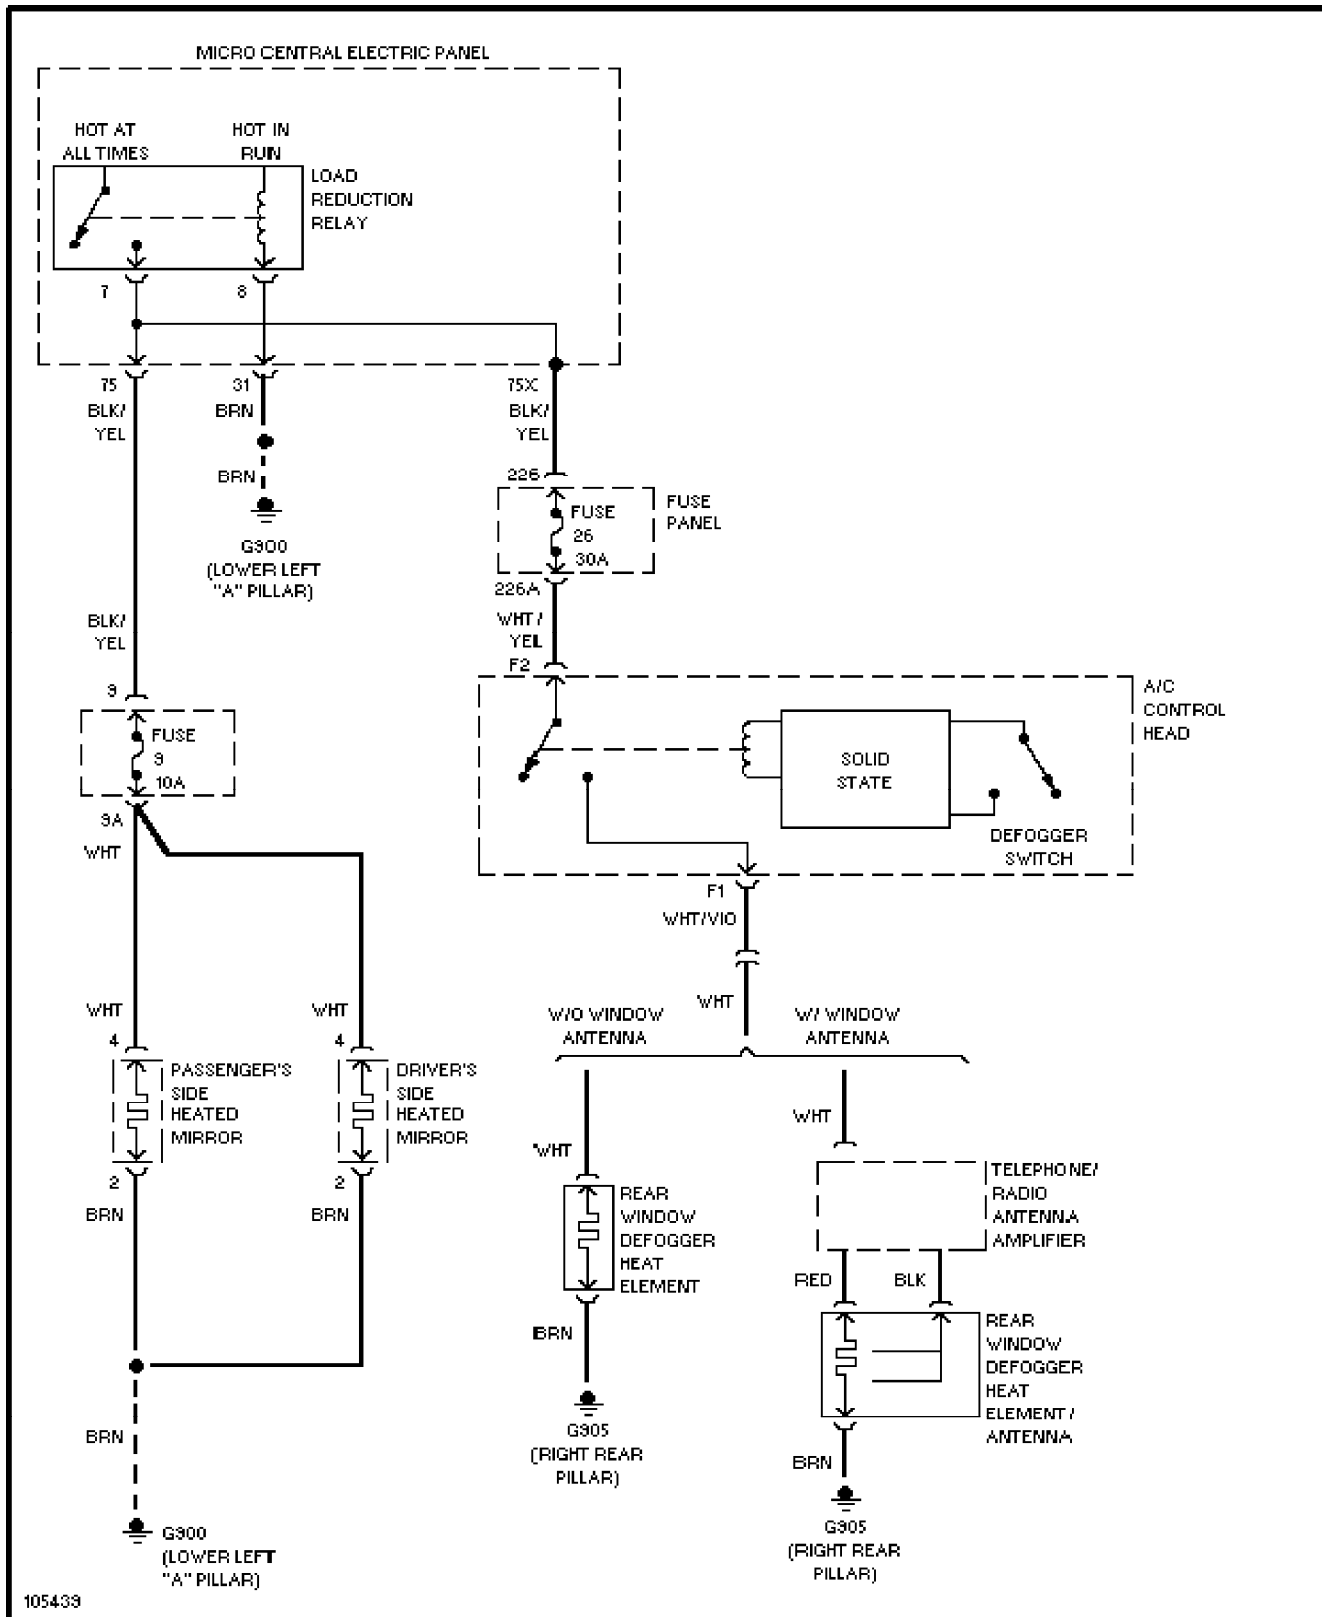 MICRO CENTRAL ELECTRIC PANEL
HOT AT
ALL TIMES
HOT IN
RUN
LOAD
REDUCTION
RELAY
7
8
75
31
75X
BLK/
YEL
BRN
BLK/
YEL
BRN
G900
(LOWER LEFT
"A" PILLAR)
226
FUSE
26
30A
FUSE
PANEL
226A
WHT/
YEL
F2
BLK/
YEL
9
FUSE
9
10A
9A
WHT
A/C
CONTROL
HEAD
SOLID
STATE
DEFOGGER
SWITCH
F1
WHT/VIO
WHT
W/O WINDOW
ANTENNA
W/ WINDOW
ANTENNA
WHT
4
PASSENGER'S
SIDE
HEATED
MIRROR
2
BRN
WHT
4
DRIVER'S
SIDE
HEATED
MIRROR
2
BRN
WHT
REAR
WINDOW
DEFOGGER
HEAT
ELEMENT
BRN
G905
(RIGHT REAR
PILLAR)
WHT
TELEPHONE/
RADIO
ANTENNA
AMPLIFIER
RED
BLK
REAR
WINDOW
DEFOGGER
HEAT
ELEMENT/
ANTENNA
BRN
G905
(RIGHT REAR
PILLAR)
BRN
G900
(LOWER LEFT
"A" PILLAR)
105439